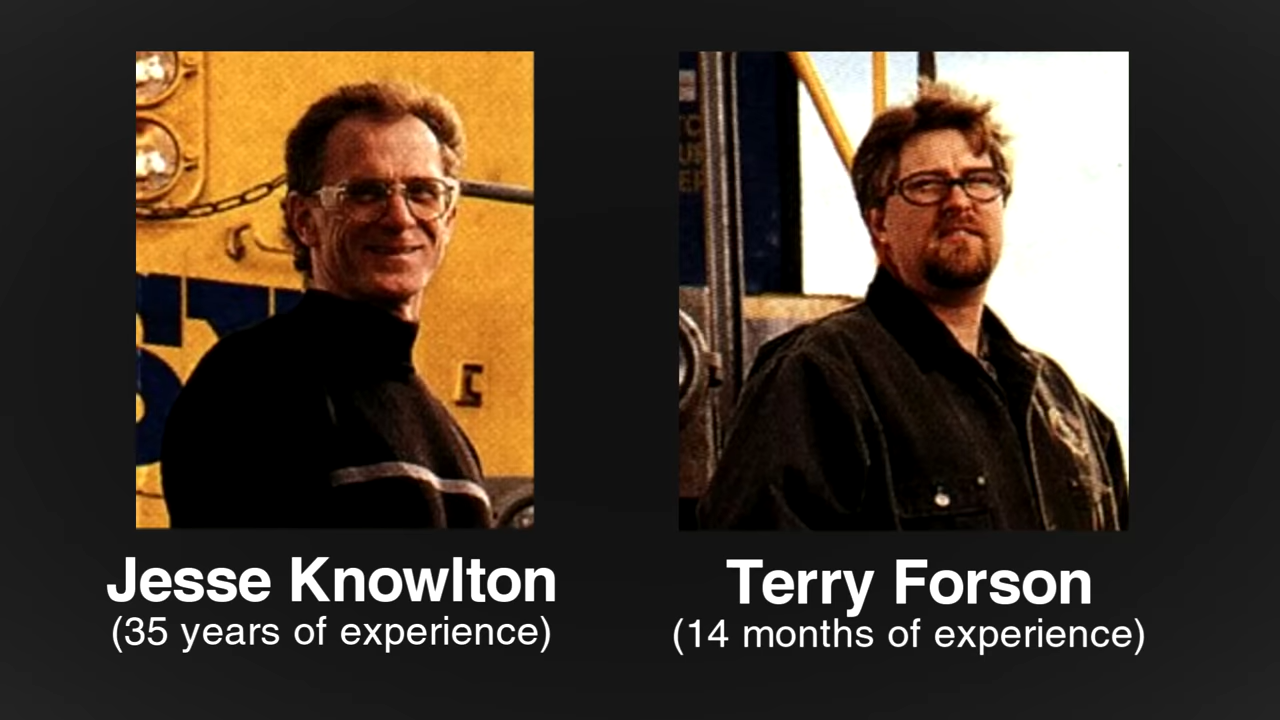 Jesse Knowlton
(35 years of experience)
Terry Forson
(14 months of experience)